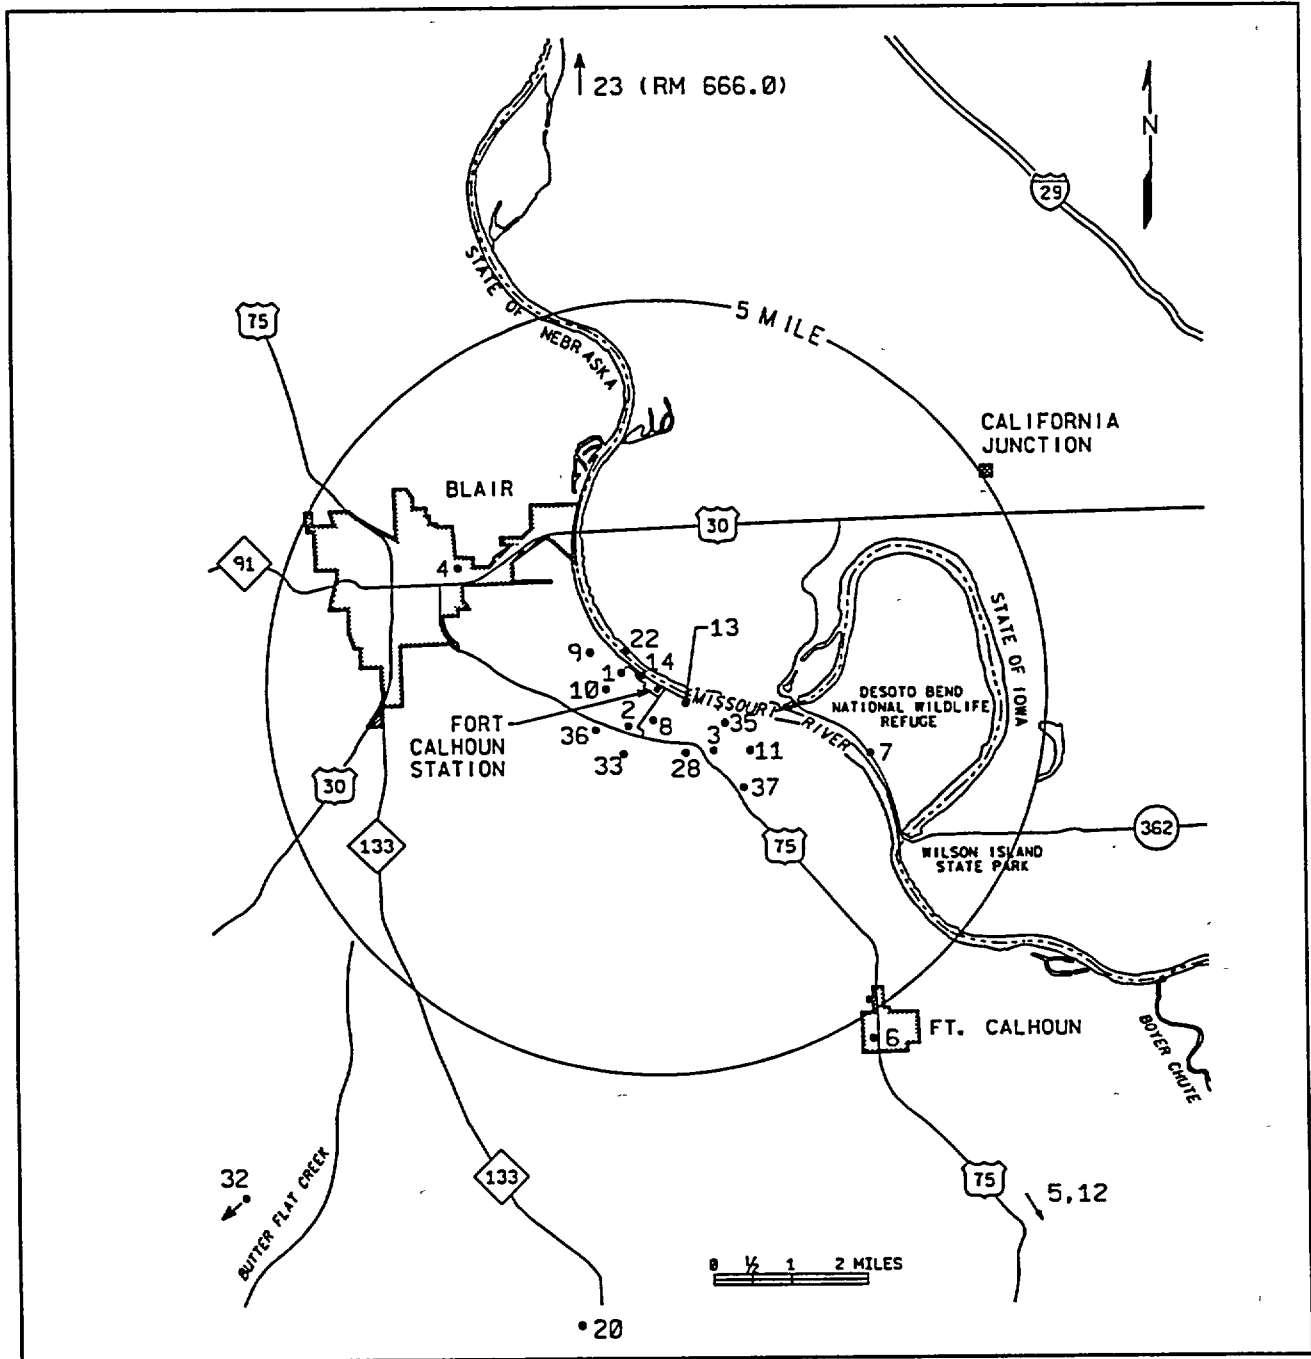 23 (RM 666.0)
N
29
STATE OF NEBRASKA
5 MILE
75
CALIFORNIA
JUNCTION
BLAIR
30
91
4
STATE OF IOWA
13
22
9
14
1
10
MISSOURI RIVER
DESOTO BEND
NATIONAL WILDLIFE
REFUGE
FORT
CALHOUN
STATION
2
8
35
36
3
11
7
33
28
37
30
133
75
362
WILSON ISLAND
STATE PARK
FT. CALHOUN
6
BOYER CHUTE
BUTTER FLAT CREEK
32
133
75
5,12
0 ½ 1 2 MILES
20